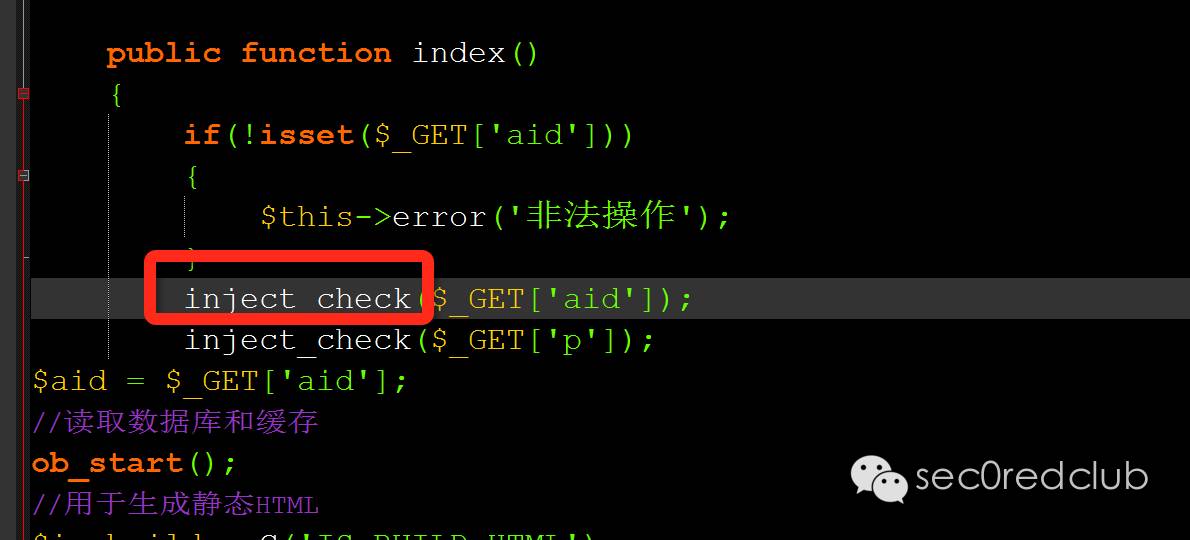 public function index()
{
if(!isset($_GET['aid']))
{
$this->error('非法操作');
}
inject_check($_GET['aid']);
inject_check($_GET['p']);
$aid = $_GET['aid'];
//读取数据库和缓存
ob_start();
//用于生成静态HTML
sec0redclub